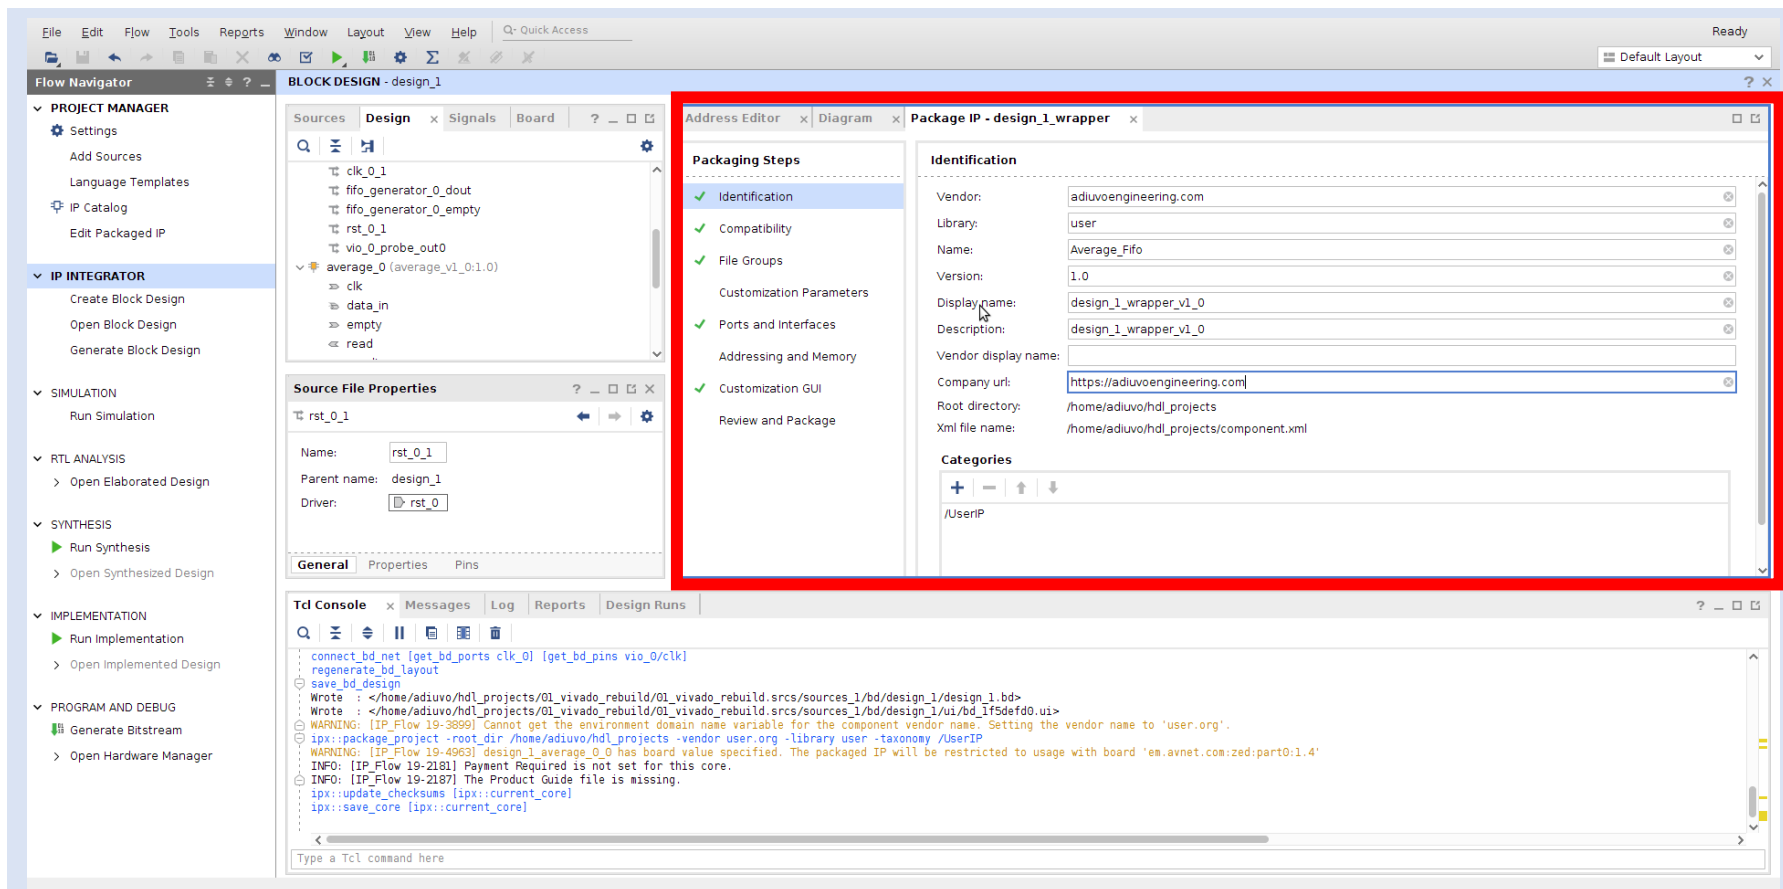 File Edit Flow Tools Reports Window Layout View Help Q- Quick Access Ready
Default Layout
Flow Navigator ? _
BLOCK DESIGN - design_1 ? ×
PROJECT MANAGER
Settings
Add Sources
Language Templates
IP Catalog
Edit Packaged IP
IP INTEGRATOR
Create Block Design
Open Block Design
Generate Block Design
SIMULATION
Run Simulation
RTL ANALYSIS
Open Elaborated Design
SYNTHESIS
Run Synthesis
Open Synthesized Design
IMPLEMENTATION
Run Implementation
Open Implemented Design
PROGRAM AND DEBUG
Generate Bitstream
Open Hardware Manager
Sources Design × Signals Board ? _
clk_0_1
fifo_generator_0_dout
fifo_generator_0_empty
rst_0_1
vio_0_probe_out0
average_0 (average_v1_0:1.0)
clk
data_in
empty
read
Source File Properties ? _ ×
rst_0_1
Name: rst_0_1
Parent name: design_1
Driver: rst_0
General Properties Pins
Address Editor × Diagram × Package IP - design_1_wrapper ×
Packaging Steps
Identification
Compatibility
File Groups
Customization Parameters
Ports and Interfaces
Addressing and Memory
Customization GUI
Review and Package
Identification
Vendor: adiuvoengineering.com
Library: user
Name: Average_Fifo
Version: 1.0
Display name: design_1_wrapper_v1_0
Description: design_1_wrapper_v1_0
Vendor display name:
Company url: https://adiuvoengineering.com
Root directory: /home/adiuvo/hdl_projects
Xml file name: /home/adiuvo/hdl_projects/component.xml
Categories
/UserIP
Tcl Console × Messages Log Reports Design Runs ? _
connect_bd_net [get_bd_ports clk_0] [get_bd_pins vio_0/clk]
regenerate_bd_layout
save_bd_design
Wrote : </home/adiuvo/hdl_projects/01_vivado_rebuild/01_vivado_rebuild.srcs/sources_1/bd/design_1/design_1.bd>
Wrote : </home/adiuvo/hdl_projects/01_vivado_rebuild/01_vivado_rebuild.srcs/sources_1/bd/design_1/ui/bd_1f5defd0.ui>
WARNING: [IP_Flow 19-3899] Cannot get the environment domain name variable for the component vendor name. Setting the vendor name to 'user.org'.
ipx::package_project -root_dir /home/adiuvo/hdl_projects -vendor user.org -library user -taxonomy /UserIP
WARNING: [IP_Flow 19-4963] design_1_average_0_0 has board value specified. The packaged IP will be restricted to usage with board 'em.avnet.com:zed:part0:1.4'
INFO: [IP_Flow 19-2181] Payment Required is not set for this core.
INFO: [IP_Flow 19-2187] The Product Guide file is missing.
ipx::update_checksums [ipx::current_core]
ipx::save_core [ipx::current_core]
Type a Tcl command here